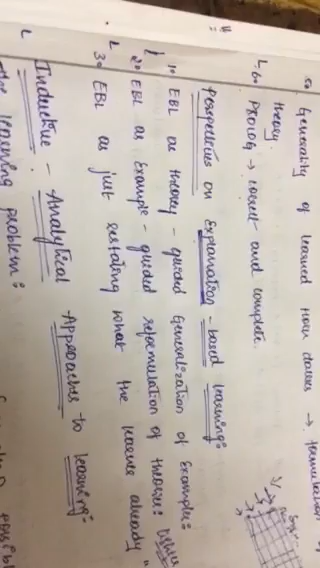 5) Generality of learned Horn clauses →
theory
6) PROLOG → correct and complete.
Perspectives on Explanation-based learning:
1) EBL as theory-guided Generalization of Examples:
2) EBL as Example-guided reformulation of theories:
3) EBL as just restating what the learner already
Inductive - Analytical Approaches to learning:
The learning problem: